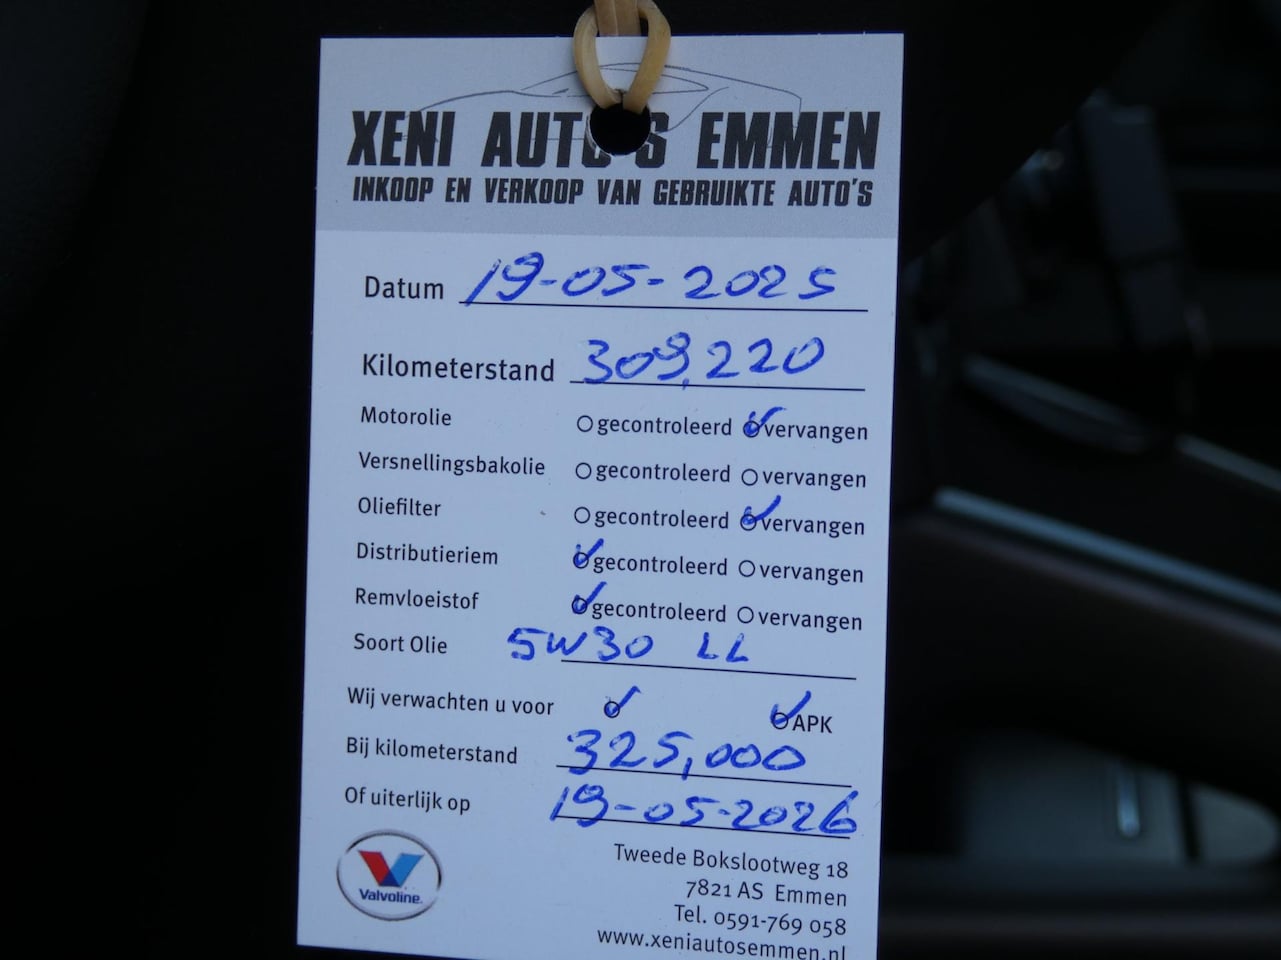 XENI AUTO'S EMMEN
INKOOP EN VERKOOP VAN GEBRUIKTE AUTO'S
Datum 19-05-2025
Kilometerstand 309,220
Motorolie gecontroleerd vervangen
Versnellingsbakolie gecontroleerd vervangen
Oliefilter gecontroleerd vervangen
Distributieriem gecontroleerd vervangen
Remvloeistof gecontroleerd vervangen
Soort Olie 5W30 LL
Wij verwachten u voor APK
Bij kilometerstand 325,000
Of uiterlijk op 19-05-2026
Valvoline
Tweede Bokslootweg 18
7821 AS Emmen
Tel. 0591-769 058
www.xeniautosemmen.nl